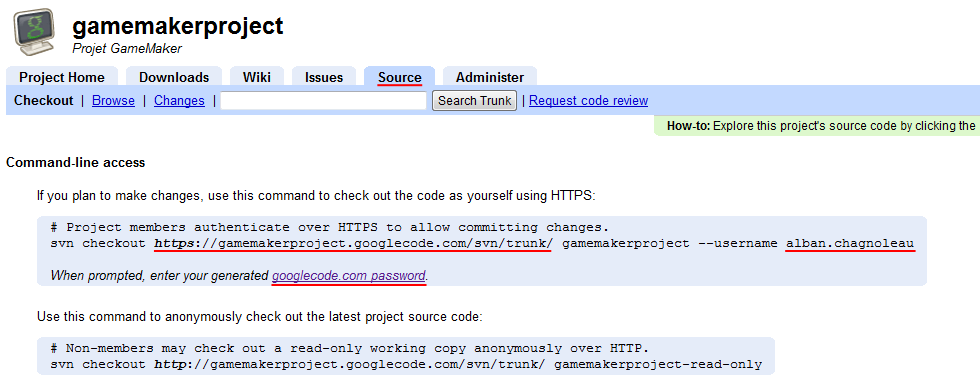 gamemakerproject
Projet GameMaker
Project Home Downloads Wiki Issues Source Administer
Checkout | Browse | Changes | Search Trunk | Request code review
How-to: Explore this project's source code by clicking the
Command-line access
If you plan to make changes, use this command to check out the code as yourself using HTTPS:
# Project members authenticate over HTTPS to allow committing changes.
svn checkout https://gamemakerproject.googlecode.com/svn/trunk/ gamemakerproject --username alban.chagnoleau
When prompted, enter your generated googlecode.com password.
Use this command to anonymously check out the latest project source code:
# Non-members may check out a read-only working copy anonymously over HTTP.
svn checkout http://gamemakerproject.googlecode.com/svn/trunk/ gamemakerproject-read-only